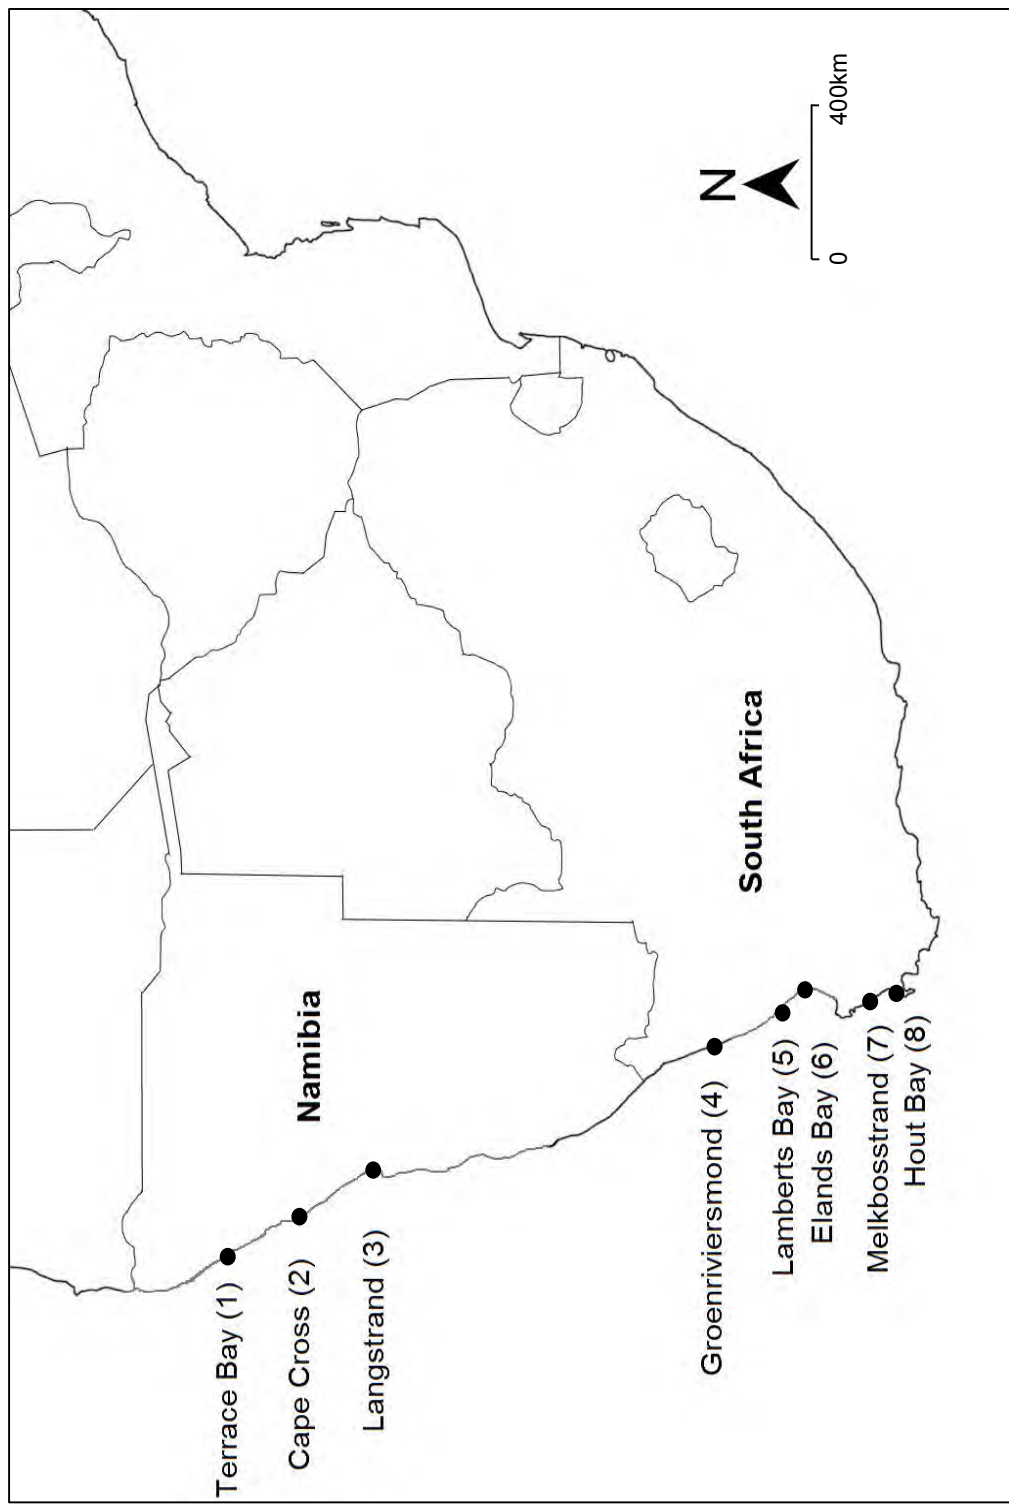 Terrace Bay (1)
Cape Cross (2)
Langstrand (3)
Namibia
Groenriviersmond (4)
Lamberts Bay (5)
Elands Bay (6)
Melkbosstrand (7)
Hout Bay (8)
South Africa
N
0
400km